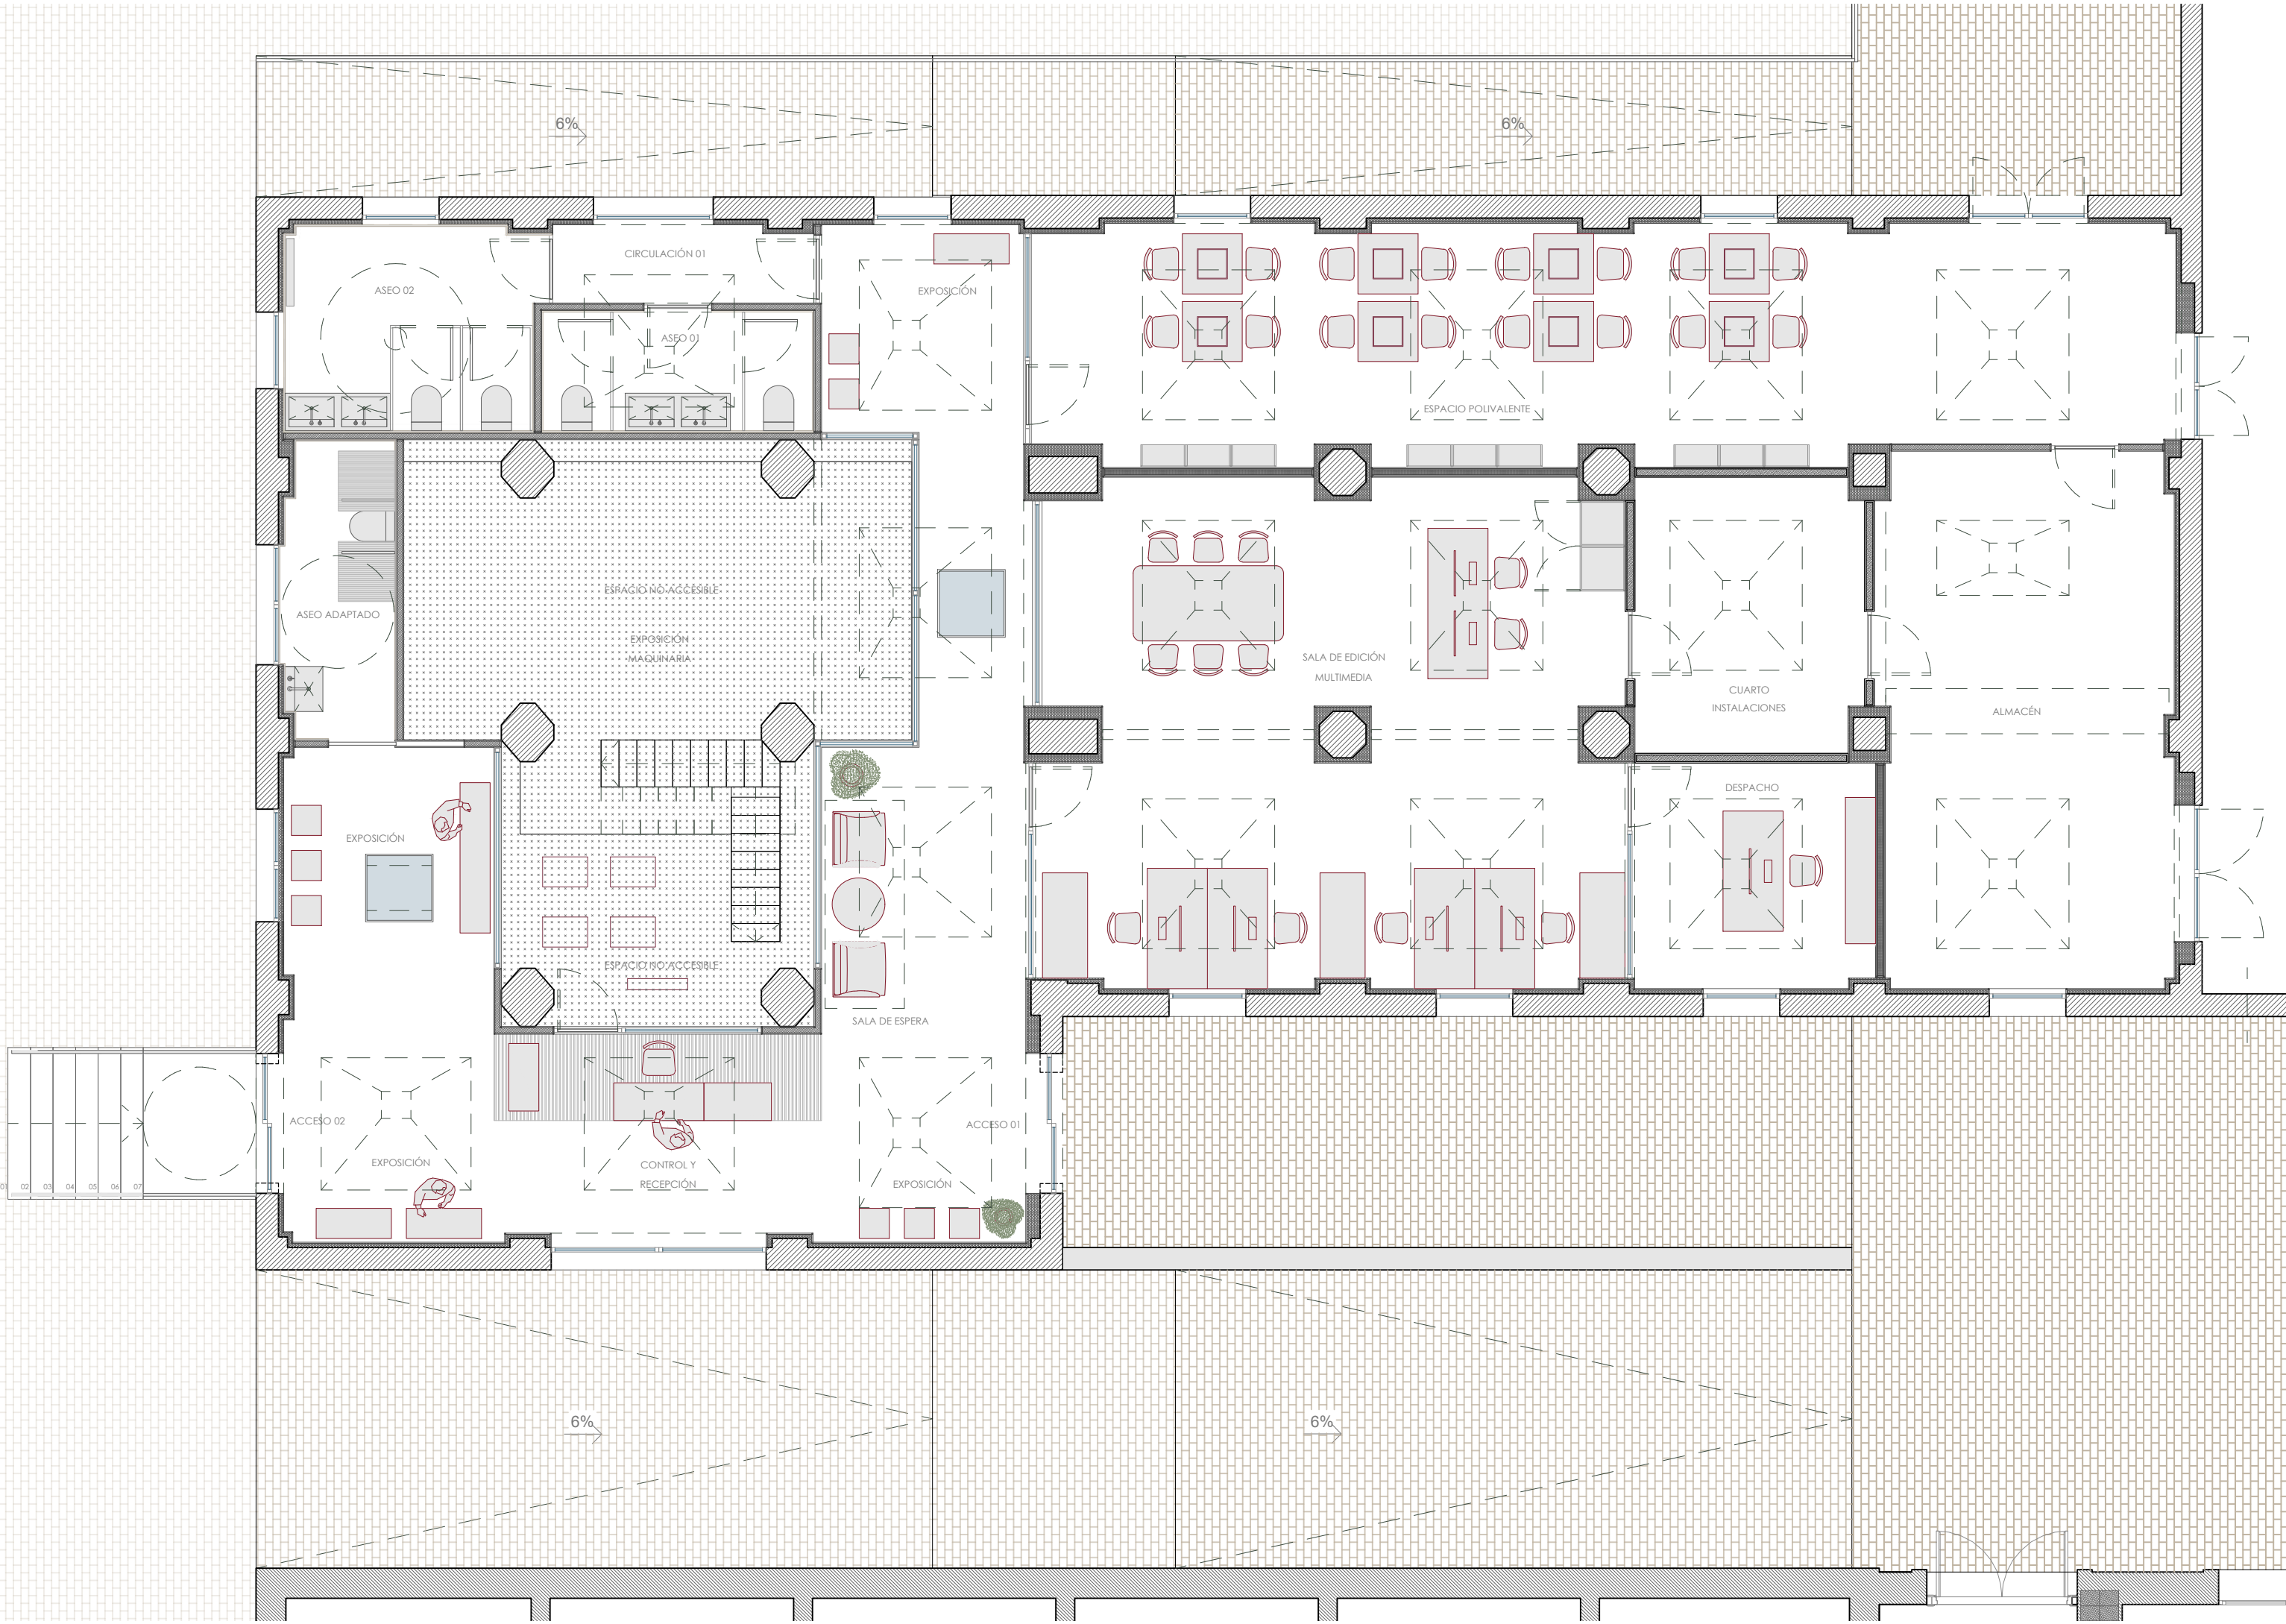 6%
6%
CIRCULACIÓN 01
ASEO 02
EXPOSICIÓN
ASEO 01
ESPACIO POLIVALENTE
ESPACIO NO ACCESIBLE
ASEO ADAPTADO
EXPOSICIÓN
MAQUINARIA
SALA DE EDICIÓN
MULTIMEDIA
CUARTO
INSTALACIONES
ALMACÉN
DESPACHO
EXPOSICIÓN
ESPACIO NO ACCESIBLE
SALA DE ESPERA
ACCESO 02
ACCESO 01
EXPOSICIÓN
CONTROL Y
RECEPCIÓN
EXPOSICIÓN
01 02 03 04 05 06 07
6%
6%